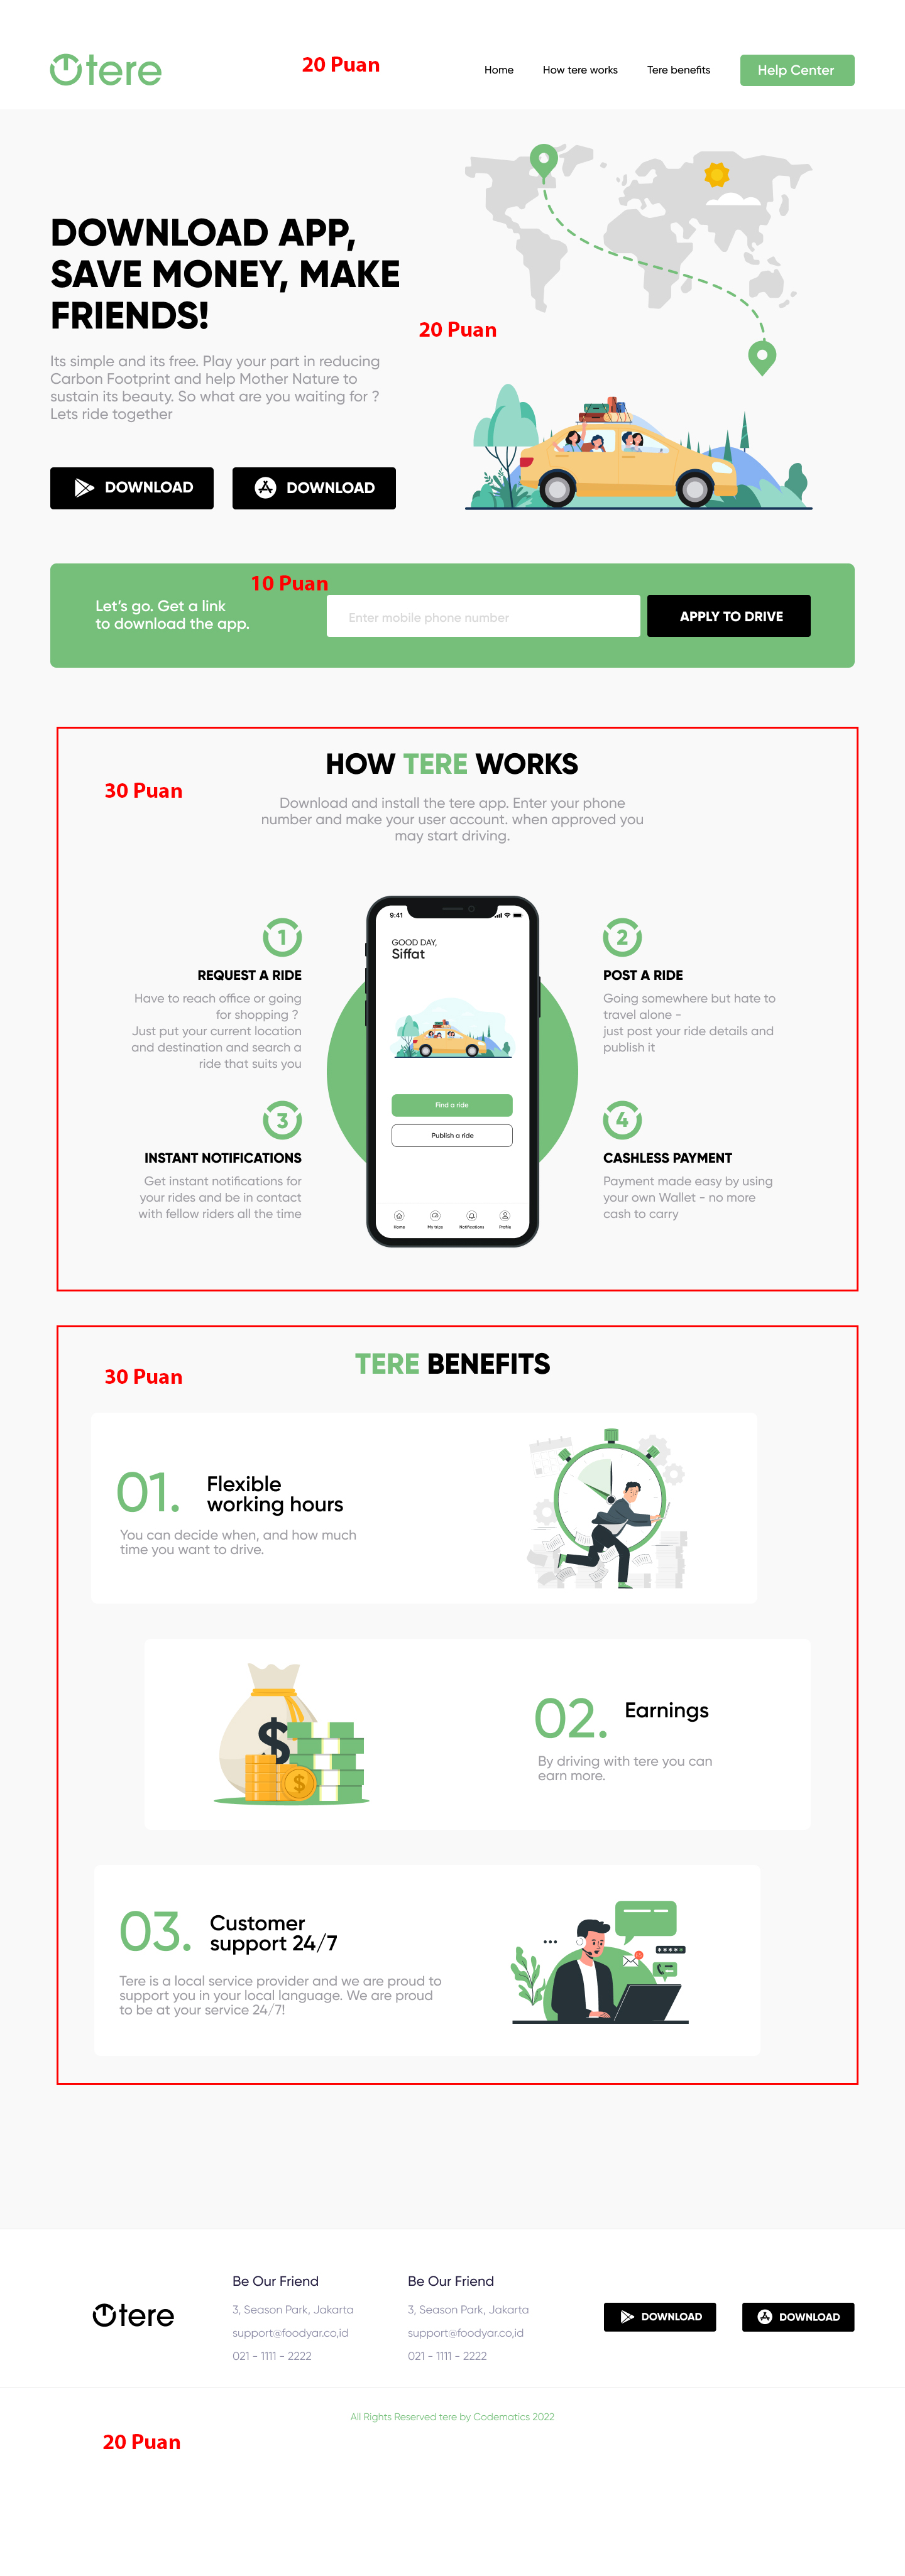 tere
20 Puan
Home
How tere works
Tere benefits
Help Center
DOWNLOAD APP,
SAVE MONEY, MAKE
FRIENDS!
20 Puan
Its simple and its free. Play your part in reducing
Carbon Footprint and help Mother Nature to
sustain its beauty. So what are you waiting for ?
Lets ride together
DOWNLOAD
DOWNLOAD
10 Puan
Let's go. Get a link
to download the app.
Enter mobile phone number
APPLY TO DRIVE
HOW TERE WORKS
30 Puan
Download and install the tere app. Enter your phone
number and make your user account. when approved you
may start driving.
1
REQUEST A RIDE
Have to reach office or going
for shopping ?
Just put your current location
and destination and search a
ride that suits you
3
INSTANT NOTIFICATIONS
Get instant notifications for
your rides and be in contact
with fellow riders all the time
9:41
GOOD DAY,
Siffat
Find a ride
Publish a ride
Home
My trips
Notifications
Profile
2
POST A RIDE
Going somewhere but hate to
travel alone -
just post your ride details and
publish it
4
CASHLESS PAYMENT
Payment made easy by using
your own Wallet - no more
cash to carry
TERE BENEFITS
30 Puan
01.
Flexible
working hours
You can decide when, and how much
time you want to drive.
$
$
02.
Earnings
By driving with tere you can
earn more.
03.
Customer
support 24/7
Tere is a local service provider and we are proud to
support you in your local language. We are proud
to be at your service 24/7!
tere
Be Our Friend
3, Season Park, Jakarta
support@foodyar.co,id
021 - 1111 - 2222
Be Our Friend
3, Season Park, Jakarta
support@foodyar.co,id
021 - 1111 - 2222
DOWNLOAD
DOWNLOAD
All Rights Reserved tere by Codematics 2022
20 Puan